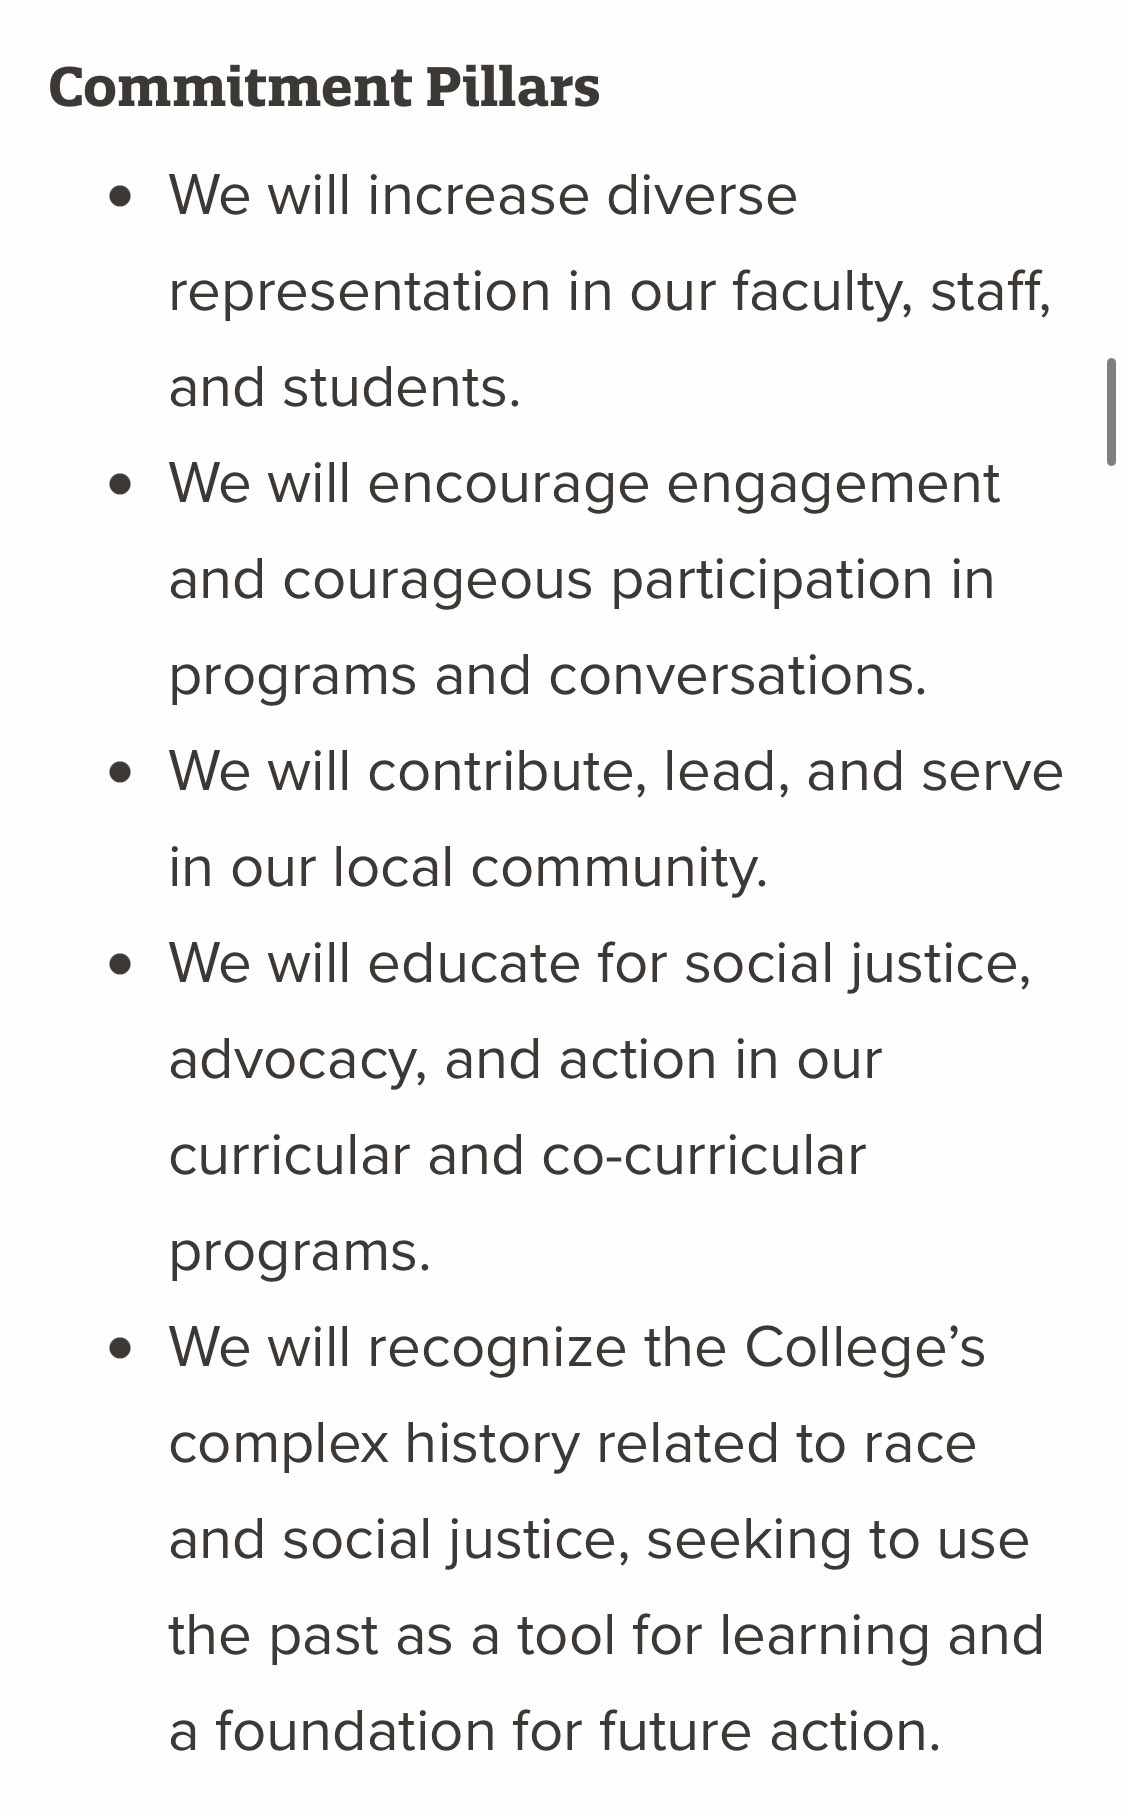 Commitment Pillars
• We will increase diverse
representation in our faculty, staff,
and students.
• We will encourage engagement
and courageous participation in
programs and conversations.
• We will contribute, lead, and serve
in our local community.
• We will educate for social justice,
advocacy, and action in our
curricular and co-curricular
programs.
• We will recognize the College’s
complex history related to race
and social justice, seeking to use
the past as a tool for learning and
a foundation for future action.